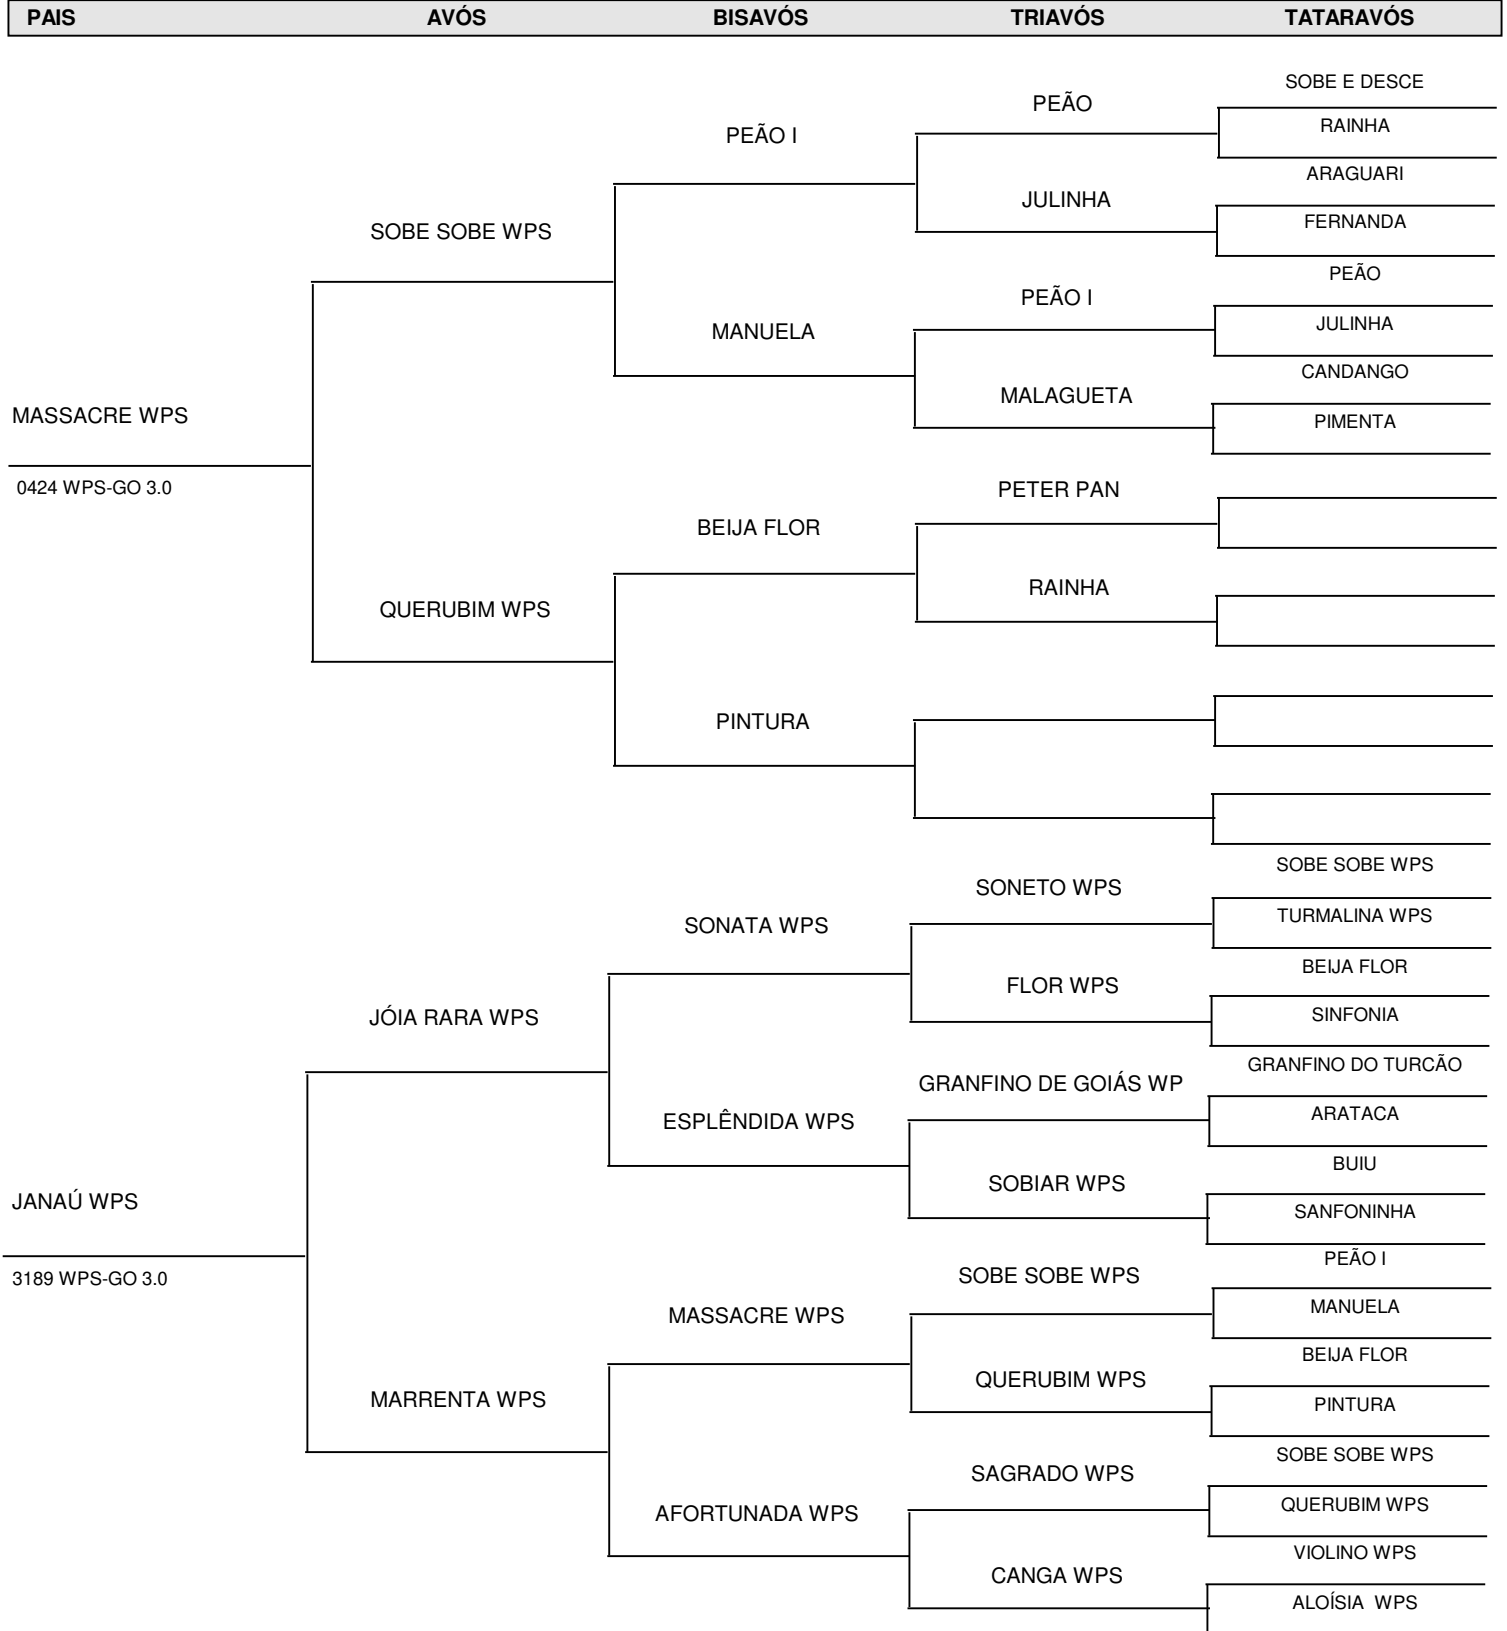 PAIS AVÓS BISAVÓS TRIAVÓS TATARAVÓS
SOBE E DESCE
PEÃO
RAINHA
PEÃO I
ARAGUARI
JULINHA
FERNANDA
SOBE SOBE WPS
PEÃO
PEÃO I
JULINHA
MANUELA
CANDANGO
MALAGUETA
MASSACRE WPS
PIMENTA
0424 WPS-GO 3.0
PETER PAN
BEIJA FLOR
RAINHA
QUERUBIM WPS
PINTURA
SOBE SOBE WPS
SONETO WPS
TURMALINA WPS
SONATA WPS
BEIJA FLOR
FLOR WPS
SINFONIA
JÓIA RARA WPS
GRANFINO DO TURCÃO
GRANFINO DE GOIÁS WP
ARATACA
ESPLÊNDIDA WPS
BUIU
SOBIAR WPS
JANAÚ WPS
SANFONINHA
PEÃO I
3189 WPS-GO 3.0
SOBE SOBE WPS
MANUELA
MASSACRE WPS
BEIJA FLOR
QUERUBIM WPS
MARRENTA WPS
PINTURA
SOBE SOBE WPS
SAGRADO WPS
QUERUBIM WPS
AFORTUNADA WPS
VIOLINO WPS
CANGA WPS
ALOÍSIA WPS